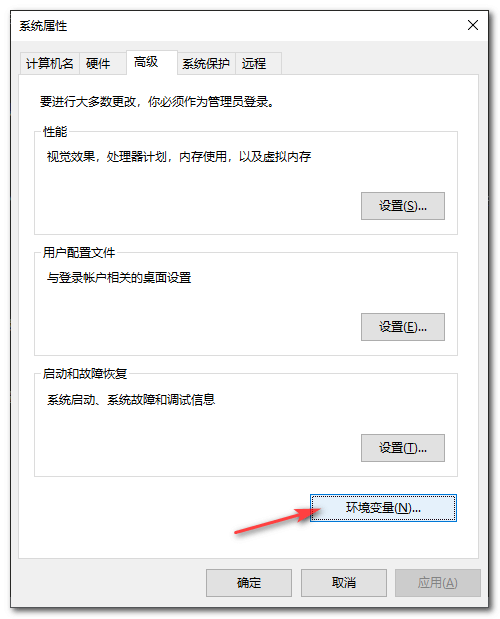 系统属性
计算机名 硬件 高级 系统保护 远程
要进行大多数更改，你必须作为管理员登录。
性能
视觉效果，处理器计划，内存使用，以及虚拟内存
设置(S)...
用户配置文件
与登录帐户相关的桌面设置
设置(E)...
启动和故障恢复
系统启动、系统故障和调试信息
设置(T)...
环境变量(N)...
确定 取消 应用(A)